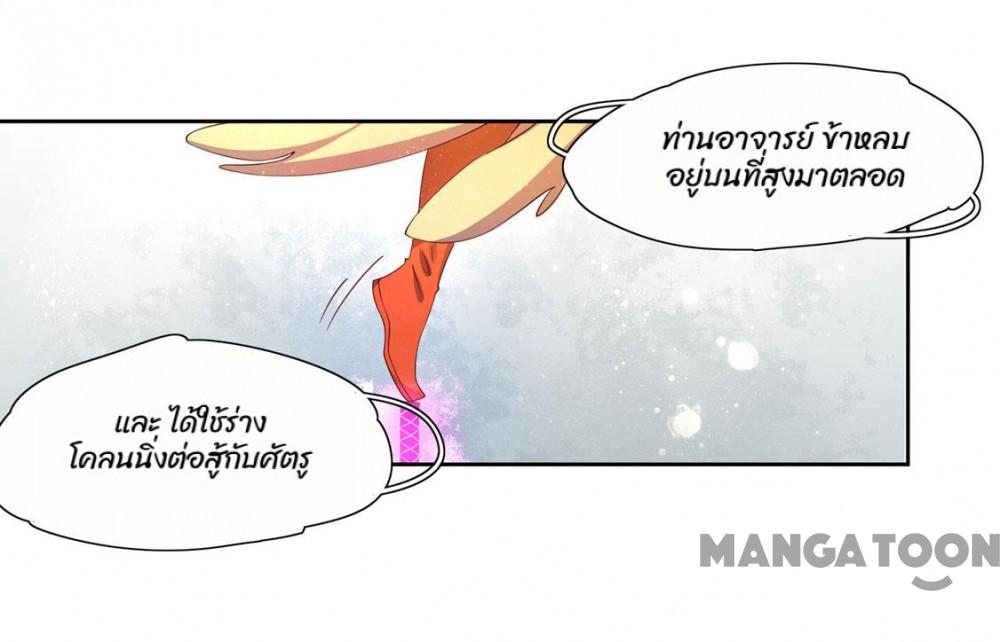 ท่านอาจารย์ ข้าหลบ
อยู่บนที่สูงมาตลอด
และ ได้ใช้ร่าง
โคลนนิ่งต่อสู้กับศัตรู
MANGATOON